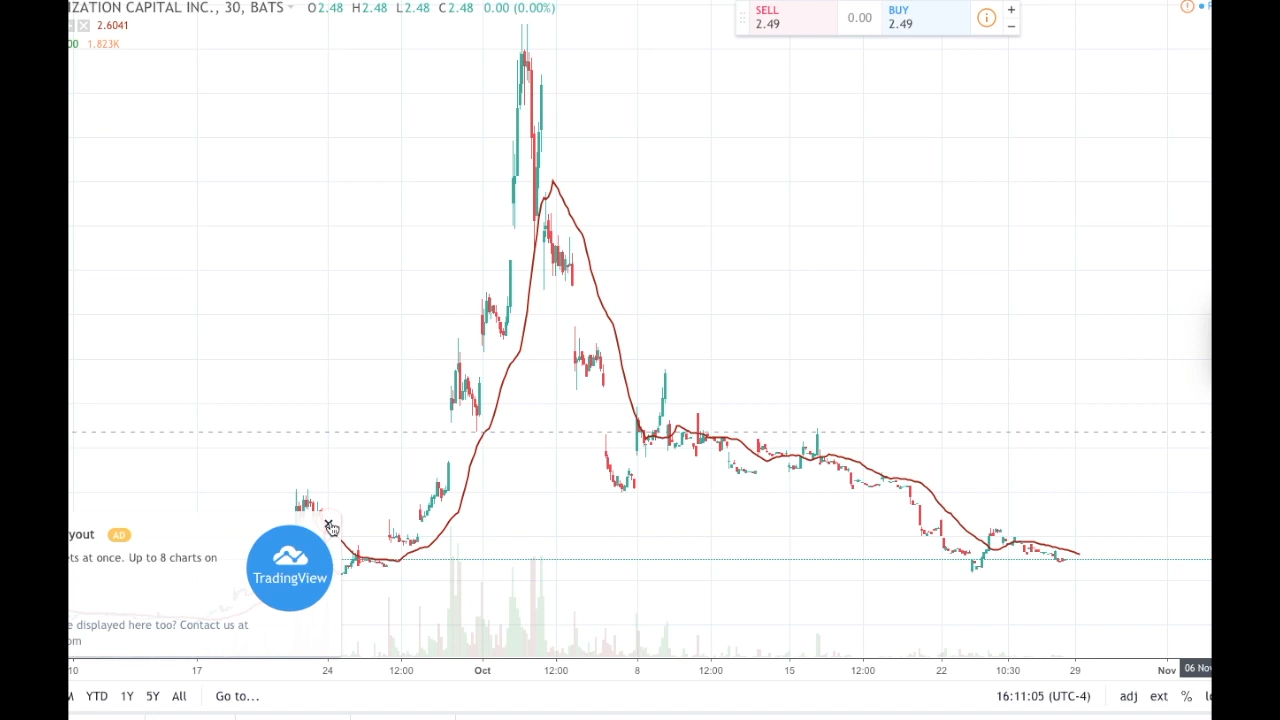 IZATION CAPITAL INC., 30, BATS O2.48 H2.48 L2.48 C2.48 0.00 (0.00%)
2.6041
00 1.823K
SELL
2.49
0.00
BUY
2.49
yout AD
ts at once. Up to 8 charts on
TradingView
e displayed here too? Contact us at
om
10 17 24 12:00 Oct 12:00 8 12:00 15 12:00 22 10:30 29 Nov 06 Nov
M YTD 1Y 5Y All Go to... 16:11:05 (UTC-4) adj ext %